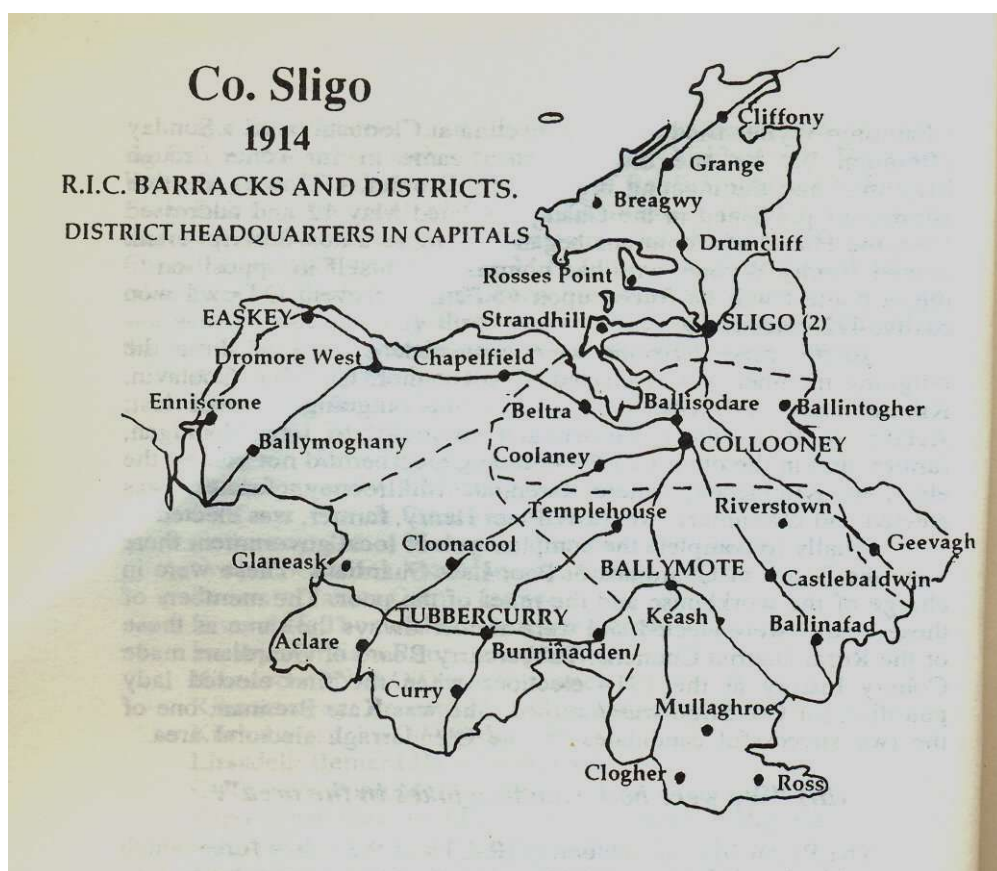 Co. Sligo
1914
R.I.C. BARRACKS AND DISTRICTS.
DISTRICT HEADQUARTERS IN CAPITALS
Cliffony
Grange
Breagwy
Drumcliff
Rosses Point
EASKEY
Strandhill
SLIGO (2)
Dromore West
Chapelfield
Enniscrone
Beltra
Ballisodare
Ballintogher
Ballymoghany
COLLOONEY
Coolaney
Templehouse
Riverstown
Cloonacool
Geevagh
Glaneask
BALLYMOTE
Castlebaldwin
TUBBERCURRY
Keash
Ballinafad
Aclare
Bunninadden
Curry
Mullaghroe
Clogher
Ross